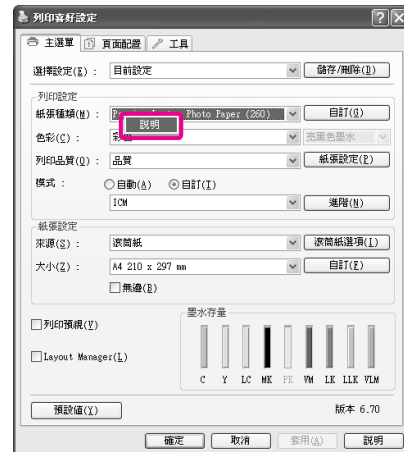 列印喜好設定
主選單 頁面配置 工具
選擇設定(E)： 目前設定 儲存/刪除(D)
列印設定
紙張種類(M)： Photo Paper (260) 自訂(G)
說明
色彩(C)： 亮黑色墨水
列印品質(Q)： 品質 紙張設定(P)
模式： 自動(A) 自訂(T)
ICM 進階(N)
紙張設定
來源(S)： 滾筒紙 滾筒紙選項(I)
大小(Z)： A4 210 x 297 mm 自訂(F)
無邊(B)
墨水存量
列印預視(V)
Layout Manager(L)
C Y LC MK PK VM LK LLK VLM
預設值(Y) 版本 6.70
確定 取消 套用(A) 說明